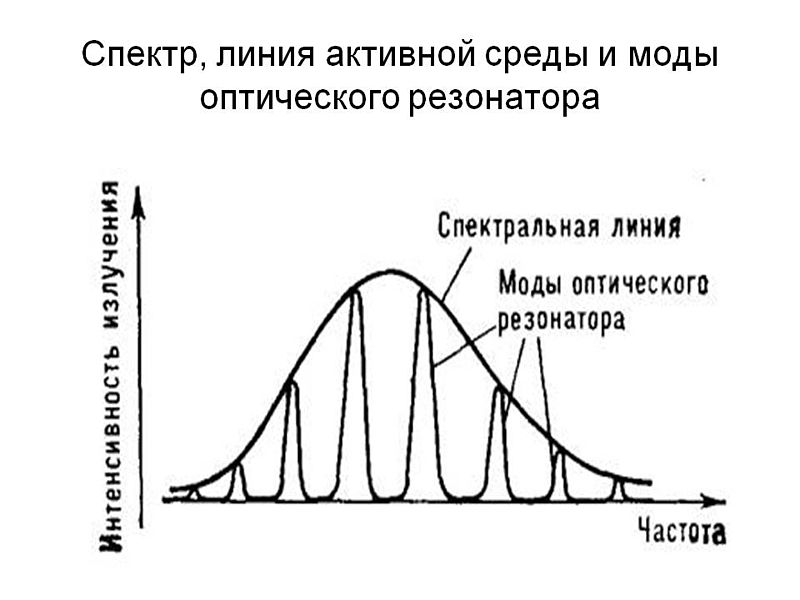 Спектр, линия активной среды и моды
оптического резонатора
Интенсивность излучения
Спектральная линия
Моды оптического
резонатора
Частота